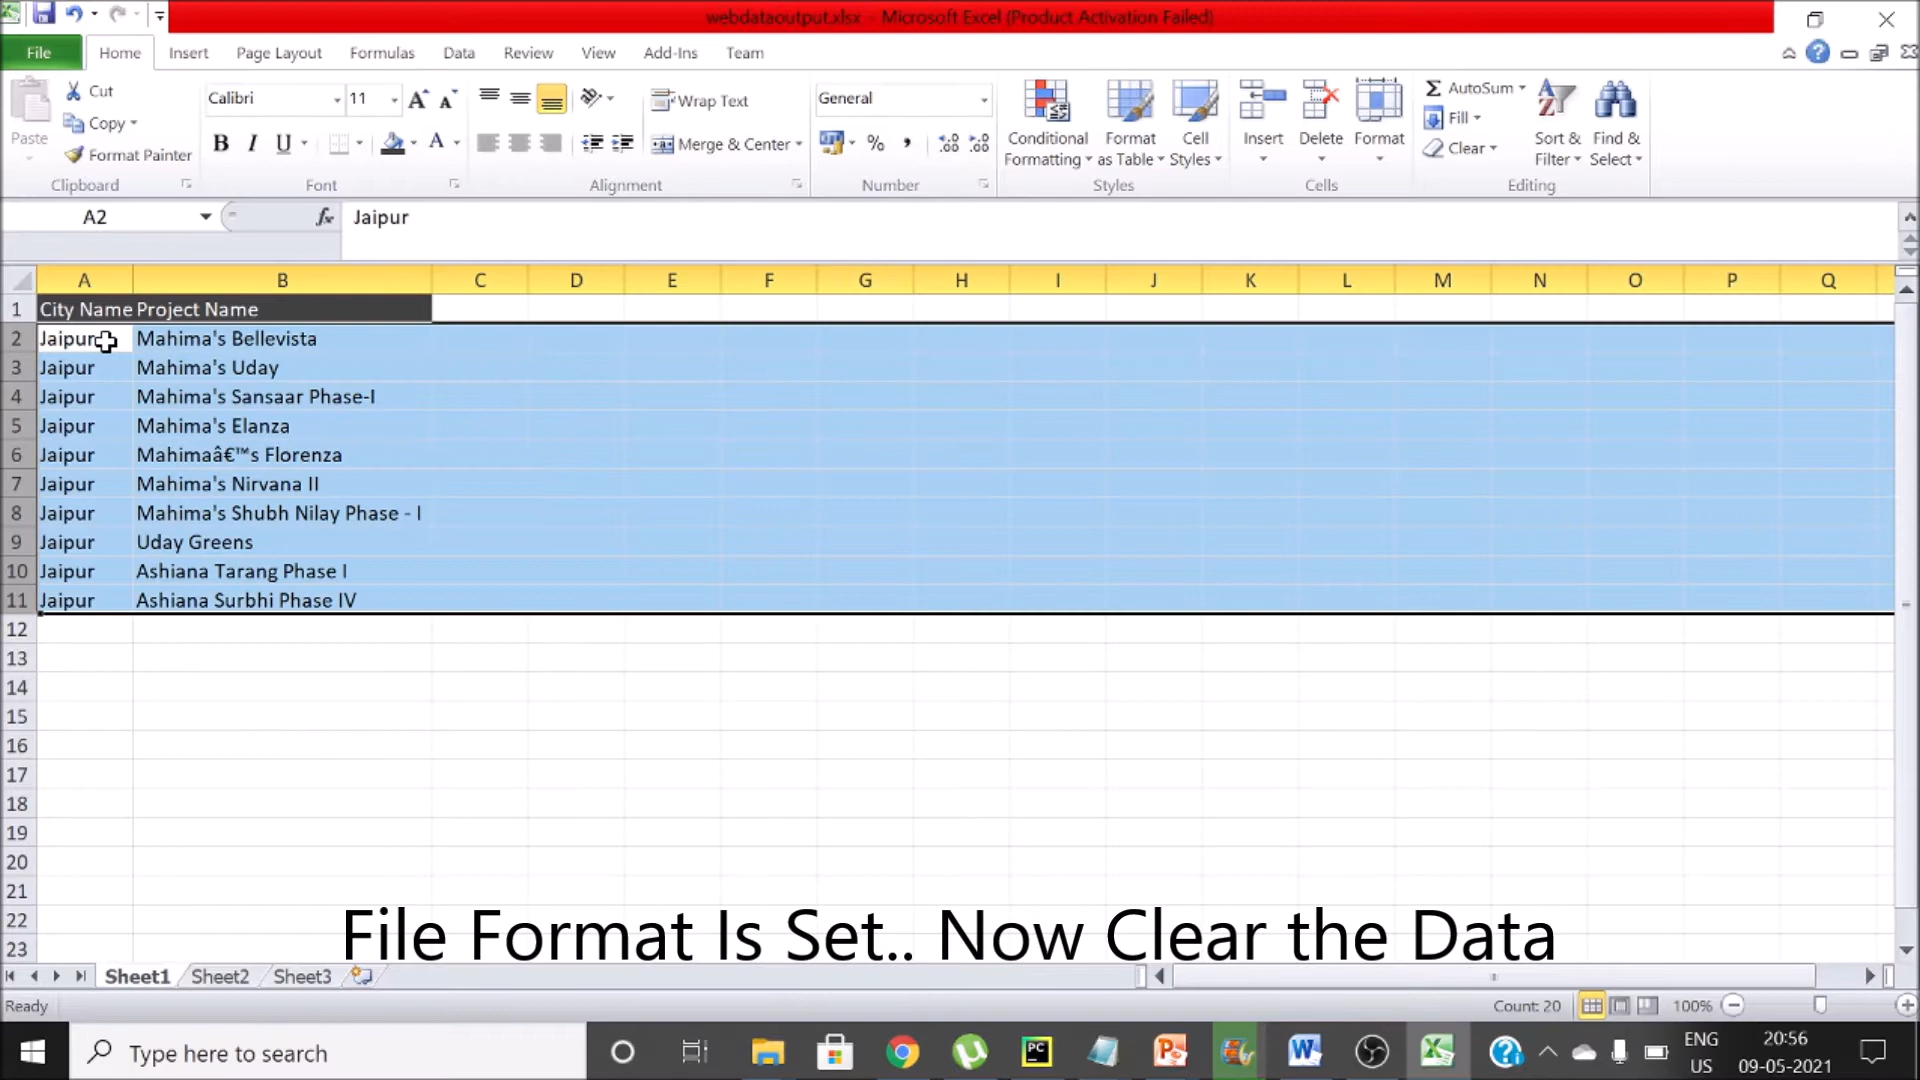 webdataoutput.xlsx - Microsoft Excel (Product Activation Failed)
File Home Insert Page Layout Formulas Data Review View Add-Ins Team
Paste
Cut
Copy
Format Painter
Clipboard
Calibri 11
B I U
Font
Wrap Text
Merge & Center
Alignment
General
%
Number
Conditional Formatting
Format as Table
Cell Styles
Styles
Insert
Delete
Format
Cells
Σ AutoSum
Fill
Clear
Sort & Filter
Find & Select
Editing
A2 fx Jaipur
A B C D E F G H I J K L M N O P Q
1 City Name Project Name
2 Jaipur Mahima's Bellevista
3 Jaipur Mahima's Uday
4 Jaipur Mahima's Sansaar Phase-I
5 Jaipur Mahima's Elanza
6 Jaipur Mahimaâ€™s Florenza
7 Jaipur Mahima's Nirvana II
8 Jaipur Mahima's Shubh Nilay Phase - I
9 Jaipur Uday Greens
10 Jaipur Ashiana Tarang Phase I
11 Jaipur Ashiana Surbhi Phase IV
12
13
14
15
16
17
18
19
20
21
22
23
File Format Is Set.. Now Clear the Data
Sheet1 Sheet2 Sheet3
Ready Count: 20 100%
Type here to search
ENG
US
20:56
09-05-2021